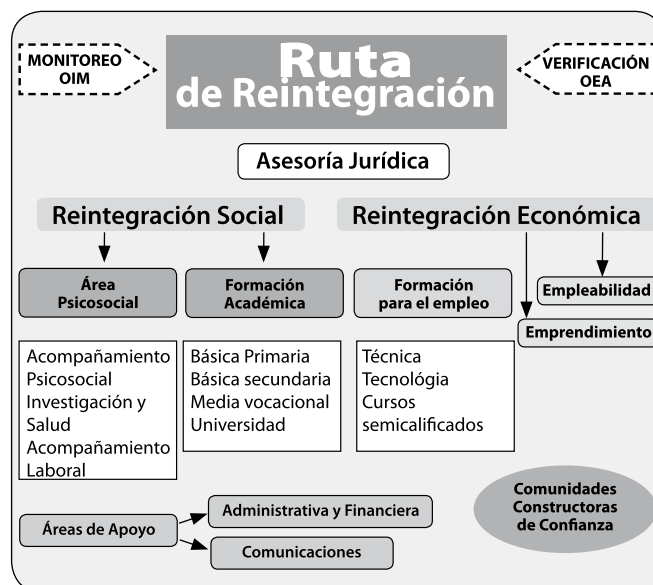 MONITOREO
OIM
Ruta
de Reintegración
VERIFICACIÓN
OEA
Asesoría Jurídica
Reintegración Social
Reintegración Económica
Área
Psicosocial
Formación
Académica
Formación
para el empleo
Empleabilidad
Emprendimiento
Acompañamiento
Psicosocial
Investigación y
Salud
Acompañamiento
Laboral
Básica Primaria
Básica secundaria
Media vocacional
Universidad
Técnica
Tecnológia
Cursos
semicalificados
Áreas de Apoyo
Administrativa y Financiera
Comunicaciones
Comunidades
Constructoras
de Confianza